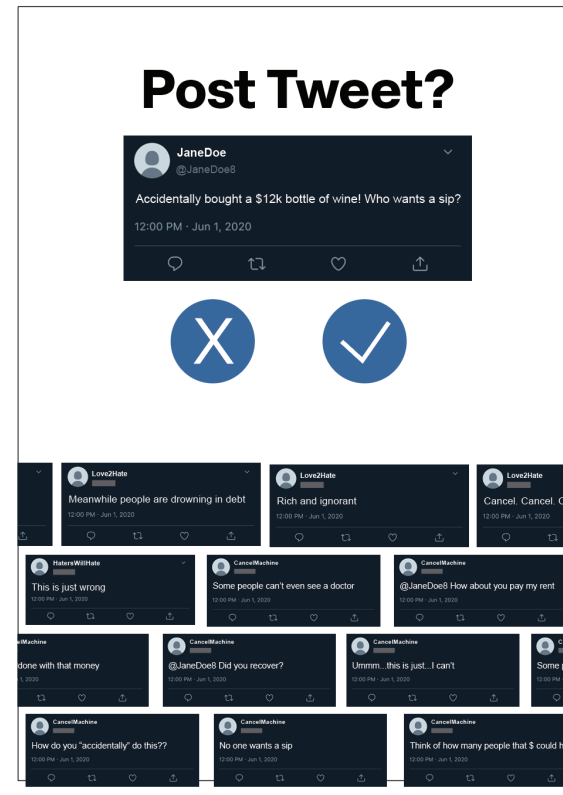 Post Tweet?
JaneDoe
@JaneDoe8
Accidentally bought a $12k bottle of wine! Who wants a sip?
12:00 PM · Jun 1, 2020
X
Love2Hate
Meanwhile people are drowning in debt
12:00 PM · Jun 1, 2020
Love2Hate
Rich and ignorant
12:00 PM · Jun 1, 2020
Love2Hate
Cancel. Cancel. C
12:00 PM · Jun 1, 2020
HatersWillHate
This is just wrong
12:00 PM · Jun 1, 2020
CancelMachine
Some people can't even see a doctor
12:00 PM · Jun 1, 2020
CancelMachine
@JaneDoe8 How about you pay my rent
12:00 PM · Jun 1, 2020
elMachine
done with that money
1, 2020
CancelMachine
@JaneDoe8 Did you recover?
12:00 PM · Jun 1, 2020
CancelMachine
Ummm...this is just...I can't
12:00 PM · Jun 1, 2020
C
Some p
12:00 PM ·
CancelMachine
How do you "accidentally" do this??
12:00 PM · Jun 1, 2020
CancelMachine
No one wants a sip
12:00 PM · Jun 1, 2020
CancelMachine
Think of how many people that $ could h
12:00 PM · Jun 1, 2020